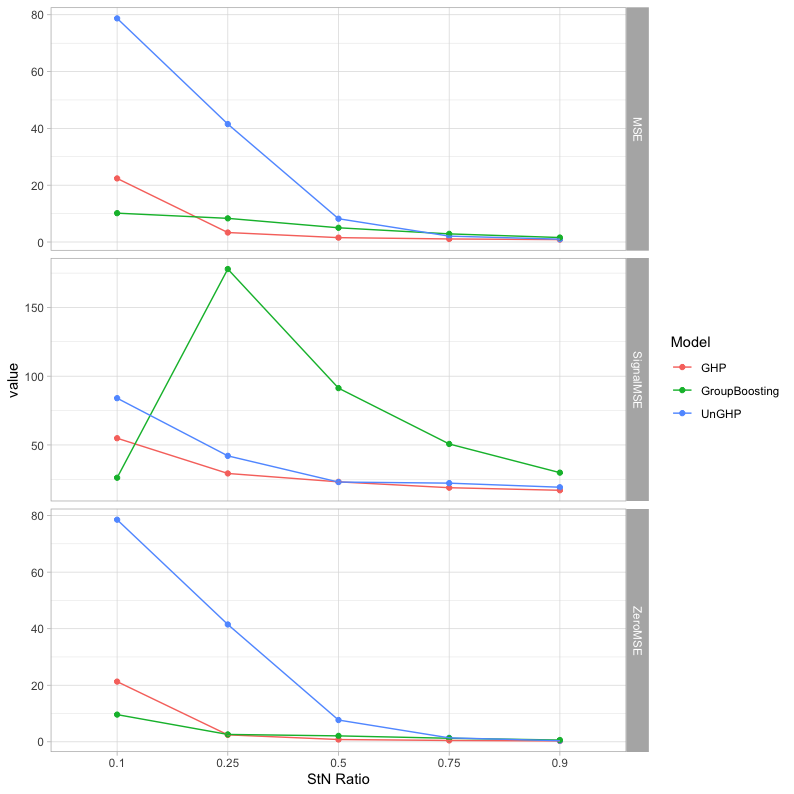 80
60
40
20
0
MSE
150
100
50
SignalMSE
80
60
40
20
0
ZeroMSE
value
0.1 0.25 0.5 0.75 0.9
StN Ratio
Model
GHP
GroupBoosting
UnGHP